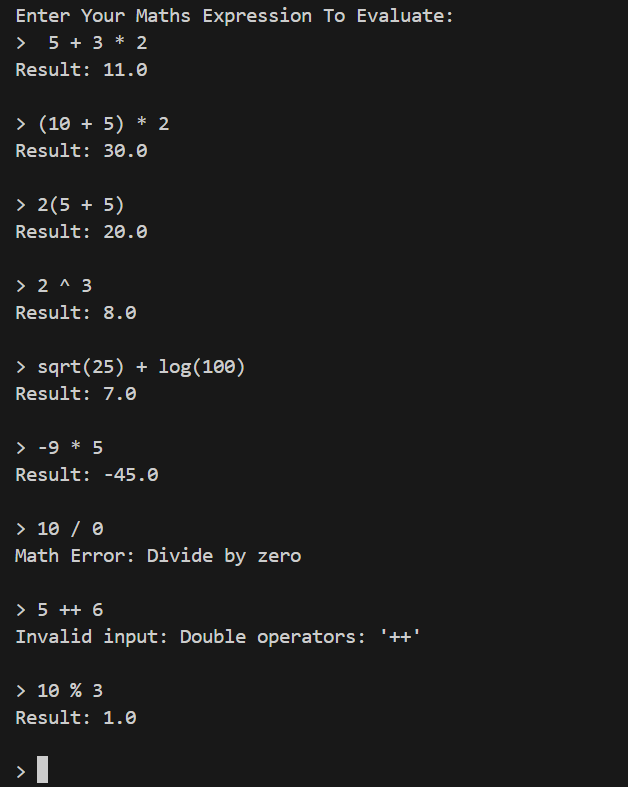 Enter Your Maths Expression To Evaluate:
>  5 + 3 * 2
Result: 11.0
> (10 + 5) * 2
Result: 30.0
> 2(5 + 5)
Result: 20.0
> 2 ^ 3
Result: 8.0
> sqrt(25) + log(100)
Result: 7.0
> -9 * 5
Result: -45.0
> 10 / 0
Math Error: Divide by zero
> 5 ++ 6
Invalid input: Double operators: '++'
> 10 % 3
Result: 1.0
>